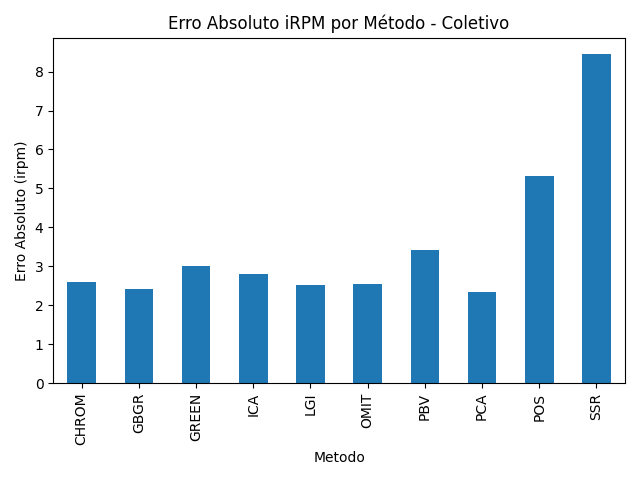 Erro Absoluto iRPM por Método - Coletivo
Erro Absoluto (irpm)
8
7
6
5
4
3
2
1
0
CHROM
GBGR
GREEN
ICA
LGI
OMIT
PBV
PCA
POS
SSR
Metodo